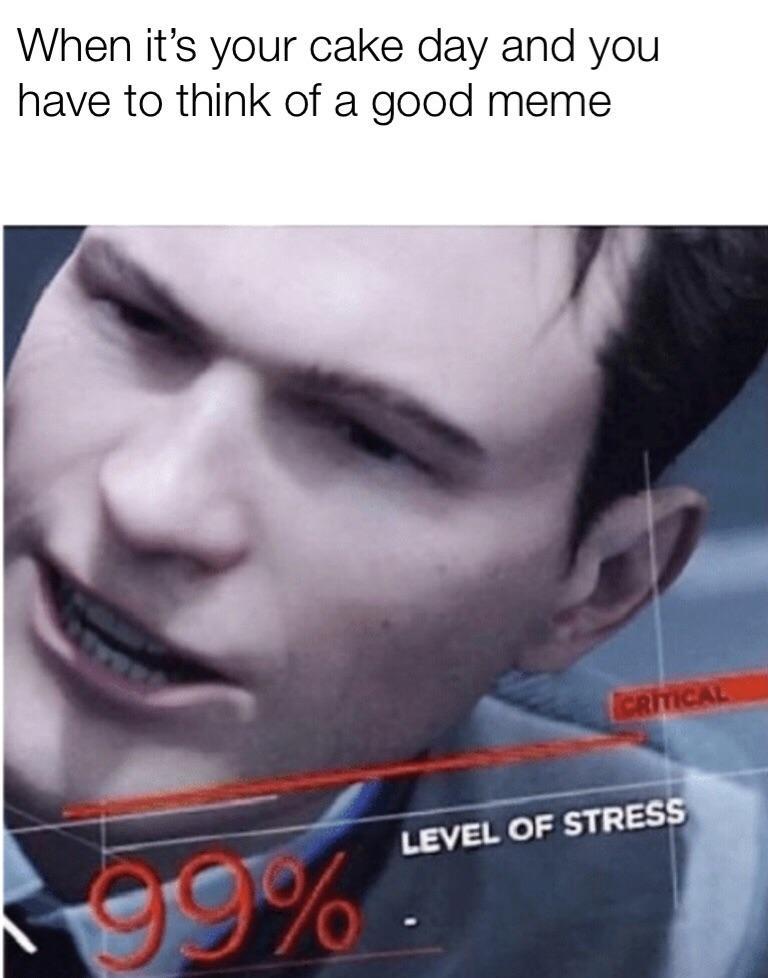 When it’s your cake day and you
have to think of a good meme
CRITICAL
LEVEL OF STRESS
99%